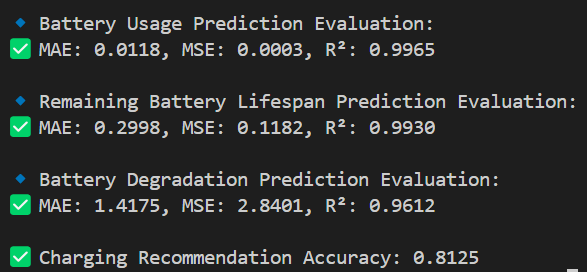 🔹 Battery Usage Prediction Evaluation:
✅ MAE: 0.0118, MSE: 0.0003, R²: 0.9965
🔹 Remaining Battery Lifespan Prediction Evaluation:
✅ MAE: 0.2998, MSE: 0.1182, R²: 0.9930
🔹 Battery Degradation Prediction Evaluation:
✅ MAE: 1.4175, MSE: 2.8401, R²: 0.9612
✅ Charging Recommendation Accuracy: 0.8125